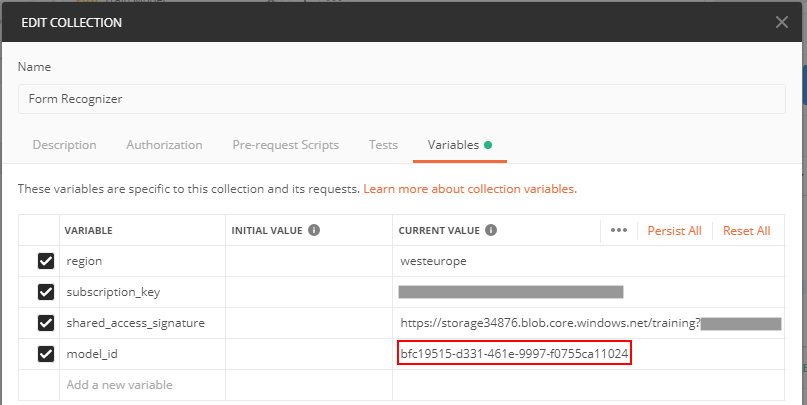 EDIT COLLECTION
Name
Form Recognizer
Description Authorization Pre-request Scripts Tests Variables
These variables are specific to this collection and its requests. Learn more about collection variables.
VARIABLE INITIAL VALUE CURRENT VALUE ••• Persist All Reset All
region westeurope
subscription_key
shared_access_signature https://storage34876.blob.core.windows.net/training?
model_id bfc19515-d331-461e-9997-f0755ca11024
Add a new variable